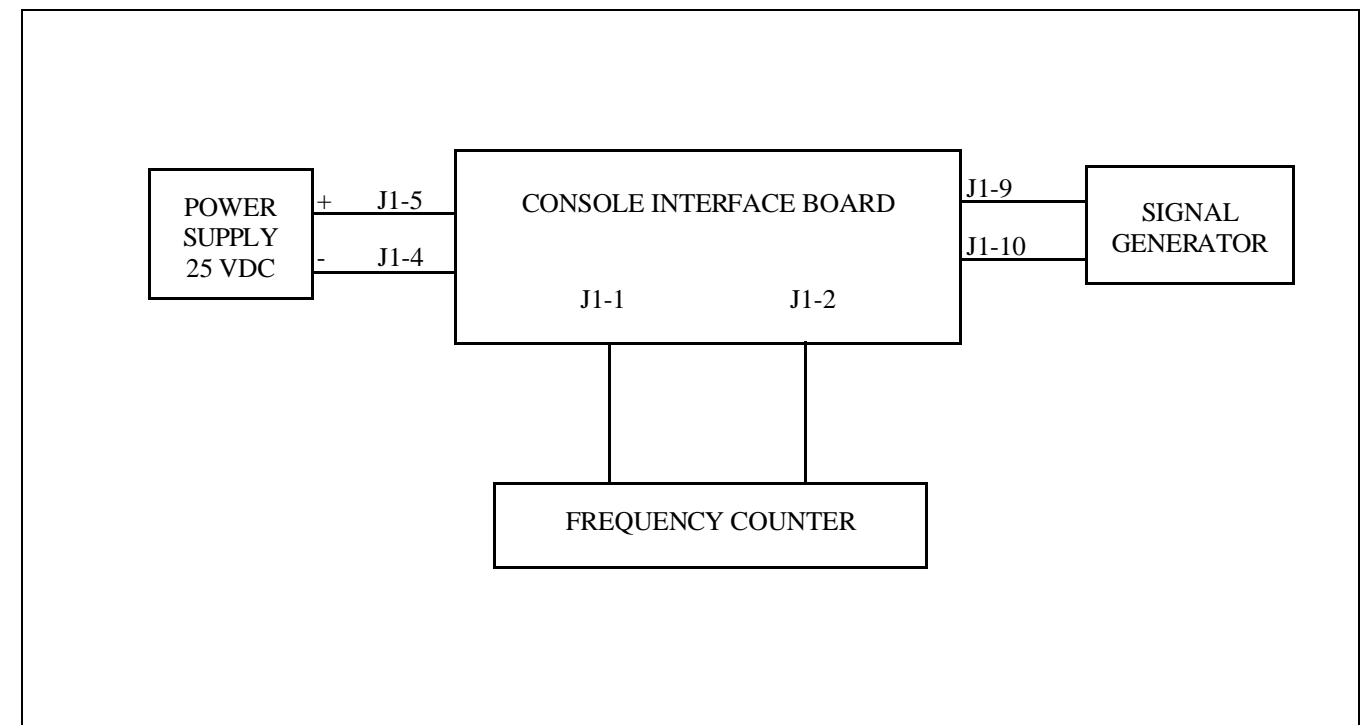 POWER
SUPPLY
25 VDC
+
J1-5
-
J1-4
CONSOLE INTERFACE BOARD
J1-1
J1-2
J1-9
J1-10
SIGNAL
GENERATOR
FREQUENCY COUNTER